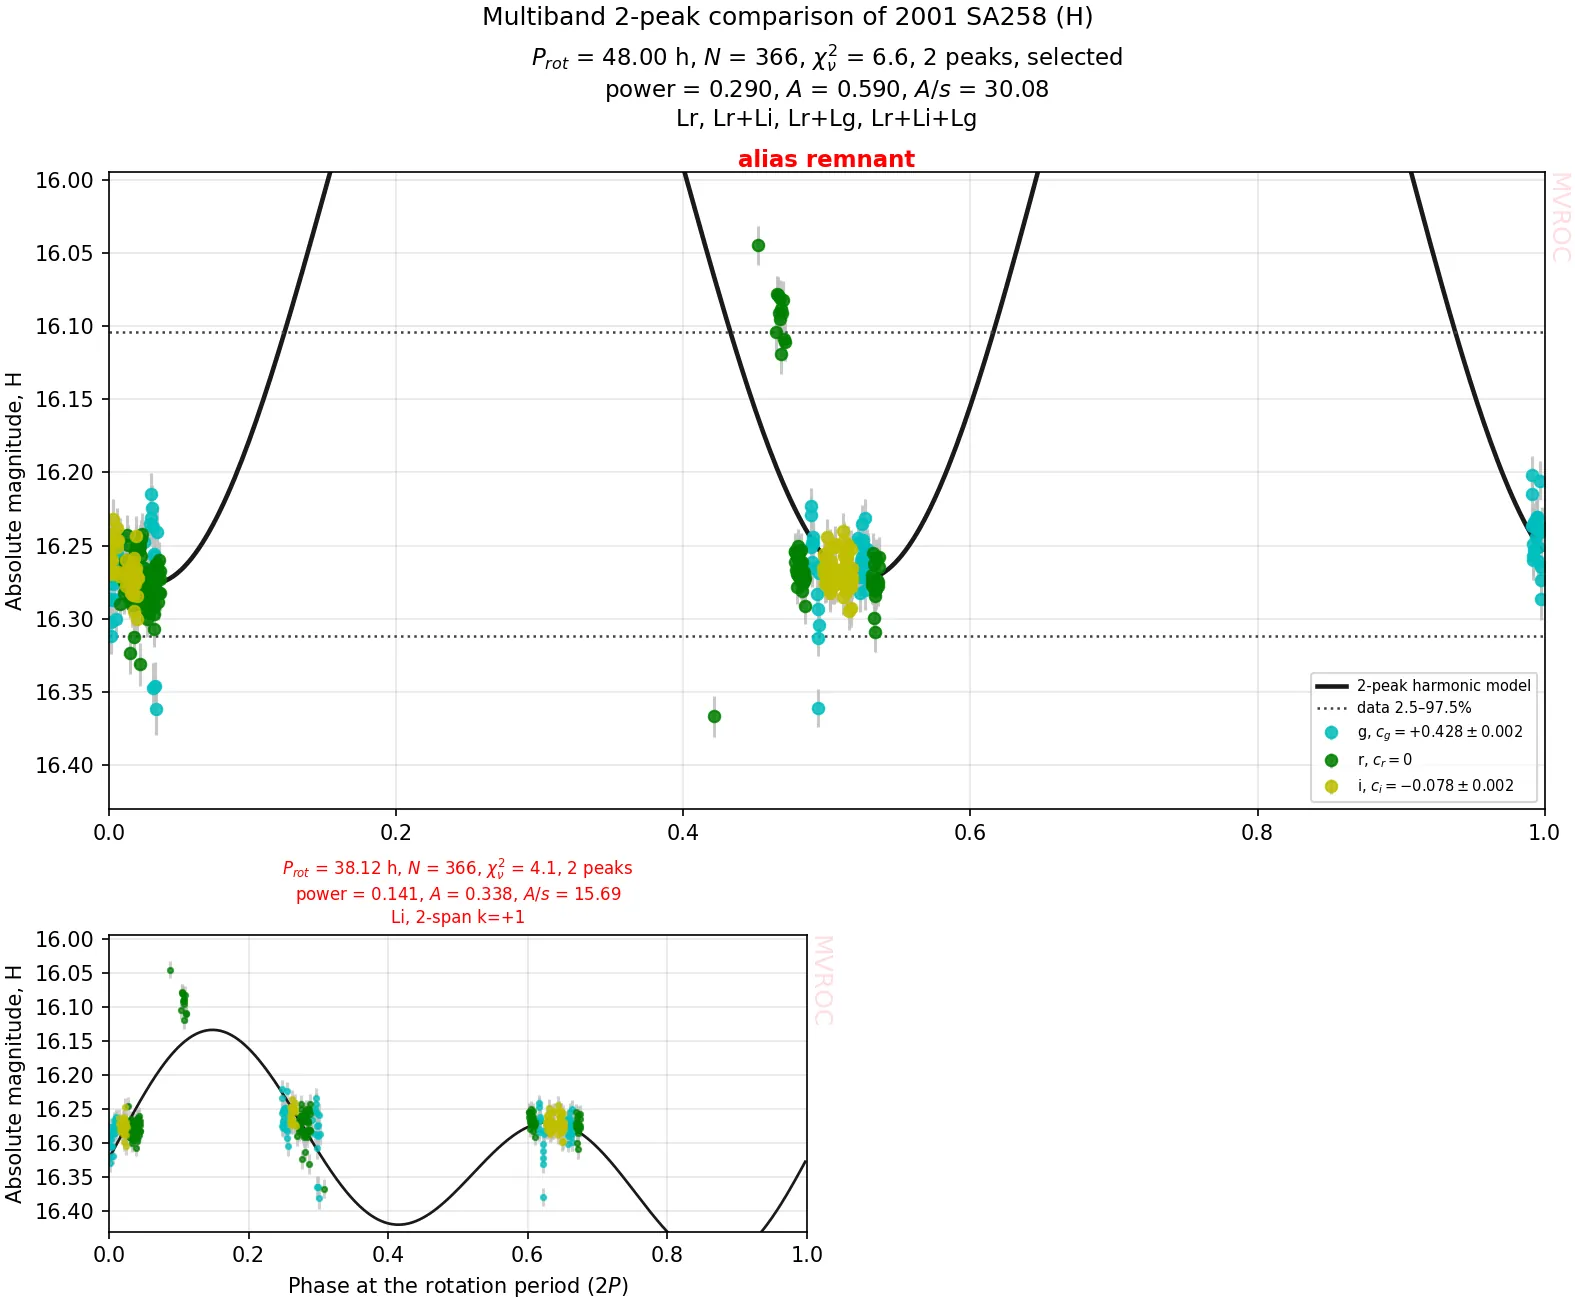 Multiband 2-peak comparison of 2001 SA258 (H)
P_rot = 48.00 h, N = 366, χ²_ν = 6.6, 2 peaks, selected
power = 0.290, A = 0.590, A/s = 30.08
Lr, Lr+Li, Lr+Lg, Lr+Li+Lg
alias remnant
MVROC
Absolute magnitude, H
16.00
16.05
16.10
16.15
16.20
16.25
16.30
16.35
16.40
2-peak harmonic model
data 2.5–97.5%
g, c_g = +0.428 ± 0.002
r, c_r = 0
i, c_i = −0.078 ± 0.002
0.0 0.2 0.4 0.6 0.8 1.0
P_rot = 38.12 h, N = 366, χ²_ν = 4.1, 2 peaks
power = 0.141, A = 0.338, A/s = 15.69
Li, 2-span k=+1
MVROC
Absolute magnitude, H
16.00
16.05
16.10
16.15
16.20
16.25
16.30
16.35
16.40
0.0 0.2 0.4 0.6 0.8 1.0
Phase at the rotation period (2P)